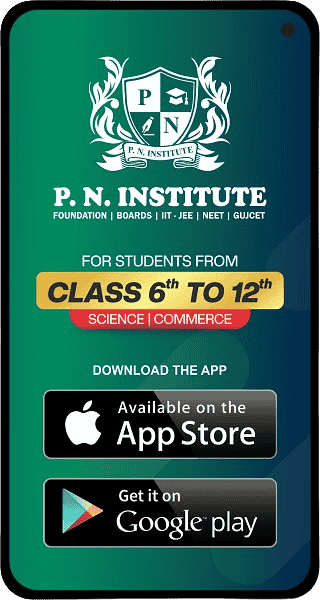 P
N
P. N. INSTITUTE
P. N. INSTITUTE
FOUNDATION | BOARDS | IIT - JEE | NEET | GUJCET
FOR STUDENTS FROM
CLASS 6th TO 12th
SCIENCE | COMMERCE
DOWNLOAD THE APP
Available on the
App Store
Get it on
Google play